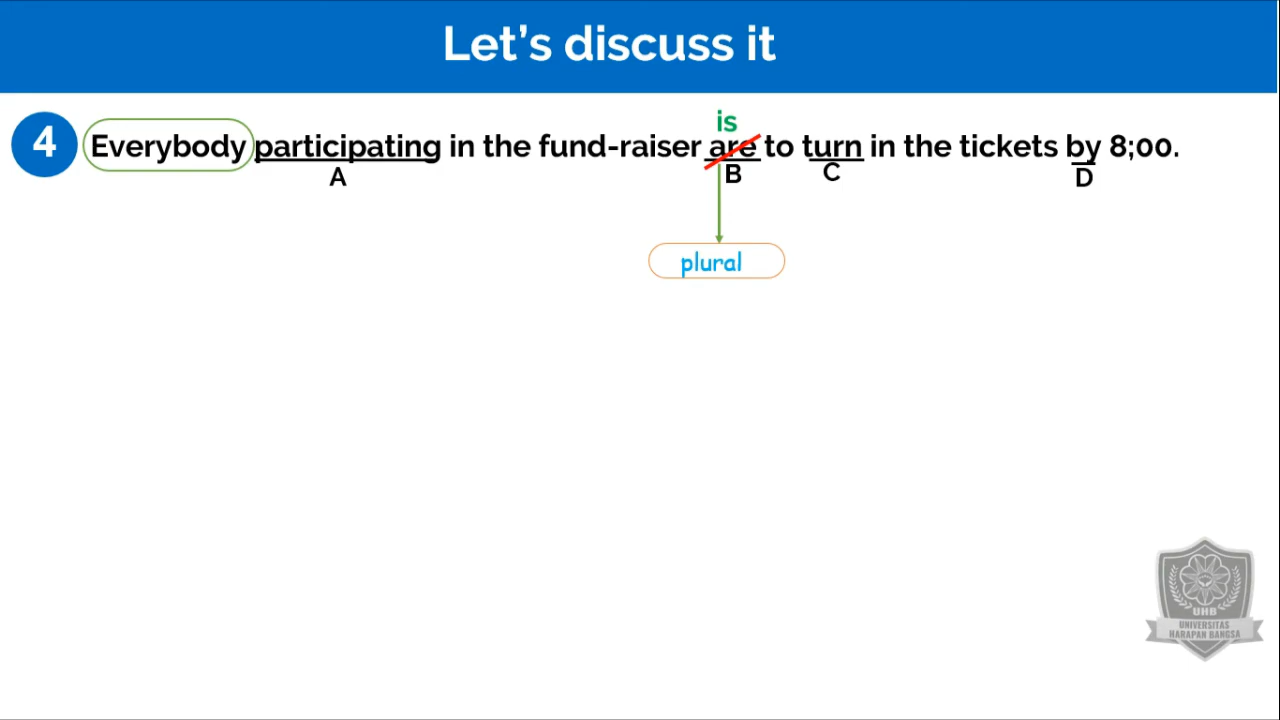 Let's discuss it
is
4 Everybody participating in the fund-raiser are to turn in the tickets by 8;00.
A B C D
plural
UHB
UNIVERSITAS
HARAPAN BANGSA